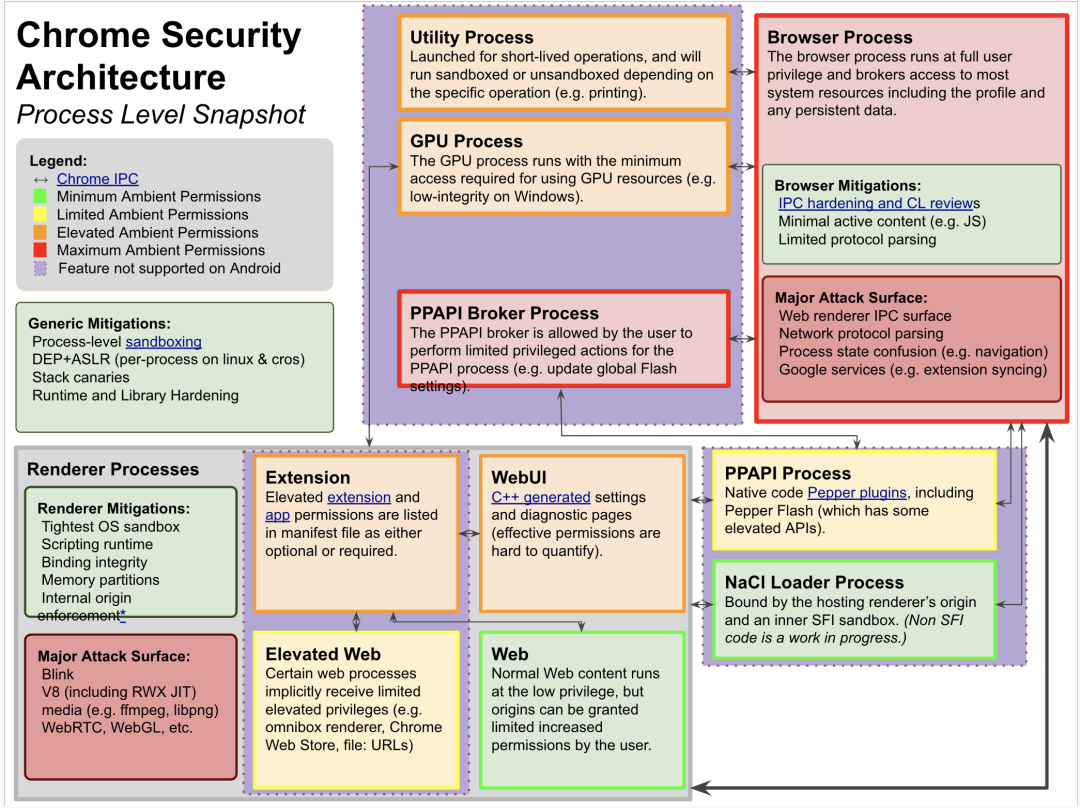 Chrome Security
Architecture
Process Level Snapshot
Legend:
↔ Chrome IPC
Minimum Ambient Permissions
Limited Ambient Permissions
Elevated Ambient Permissions
Maximum Ambient Permissions
Feature not supported on Android
Generic Mitigations:
Process-level sandboxing
DEP+ASLR (per-process on linux & cros)
Stack canaries
Runtime and Library Hardening
Utility Process
Launched for short-lived operations, and will
run sandboxed or unsandboxed depending on
the specific operation (e.g. printing).
GPU Process
The GPU process runs with the minimum
access required for using GPU resources (e.g.
low-integrity on Windows).
PPAPI Broker Process
The PPAPI broker is allowed by the user to
perform limited privileged actions for the
PPAPI process (e.g. update global Flash
settings).
Browser Process
The browser process runs at full user
privilege and brokers access to most
system resources including the profile and
any persistent data.
Browser Mitigations:
IPC hardening and CL reviews
Minimal active content (e.g. JS)
Limited protocol parsing
Major Attack Surface:
Web renderer IPC surface
Network protocol parsing
Process state confusion (e.g. navigation)
Google services (e.g. extension syncing)
Renderer Processes
Renderer Mitigations:
Tightest OS sandbox
Scripting runtime
Binding integrity
Memory partitions
Internal origin
enforcement*
Major Attack Surface:
Blink
V8 (including RWX JIT)
media (e.g. ffmpeg, libpng)
WebRTC, WebGL, etc.
Extension
Elevated extension and
app permissions are listed
in manifest file as either
optional or required.
WebUI
C++ generated settings
and diagnostic pages
(effective permissions are
hard to quantify).
Elevated Web
Certain web processes
implicitly receive limited
elevated privileges (e.g.
omnibox renderer, Chrome
Web Store, file: URLs)
Web
Normal Web content runs
at the low privilege, but
origins can be granted
limited increased
permissions by the user.
PPAPI Process
Native code Pepper plugins, including
Pepper Flash (which has some
elevated APIs).
NaCl Loader Process
Bound by the hosting renderer’s origin
and an inner SFI sandbox. (Non SFI
code is a work in progress.)